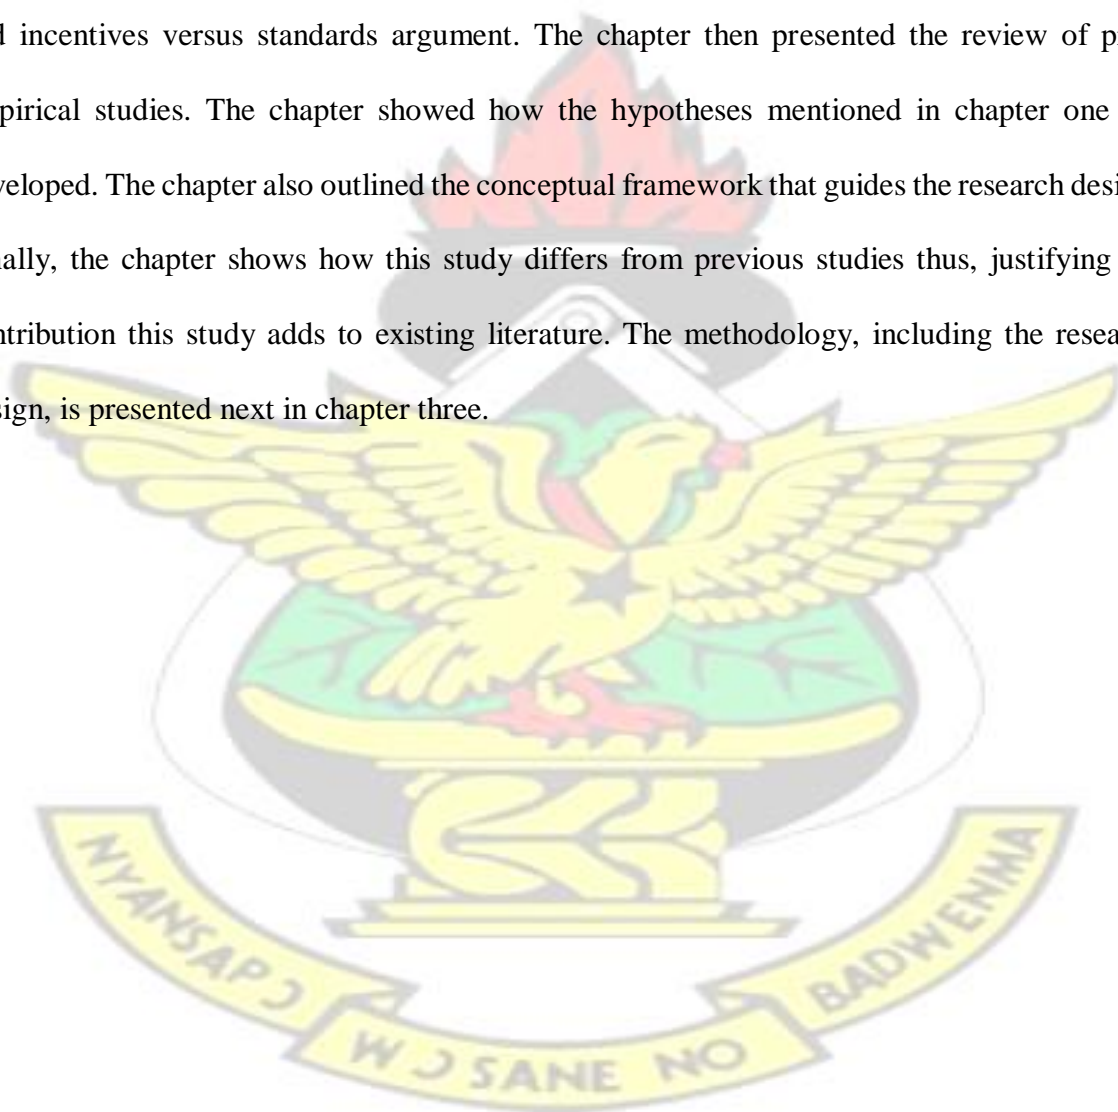 d incentives versus standards argument. The chapter then presented the review of p
pirical studies. The chapter showed how the hypotheses mentioned in chapter one
veloped. The chapter also outlined the conceptual framework that guides the research desi
nally, the chapter shows how this study differs from previous studies thus, justifying
ntribution this study adds to existing literature. The methodology, including the resea
sign, is presented next in chapter three.
NYANSAPƆ
WƆSANE NO
BADWENMA